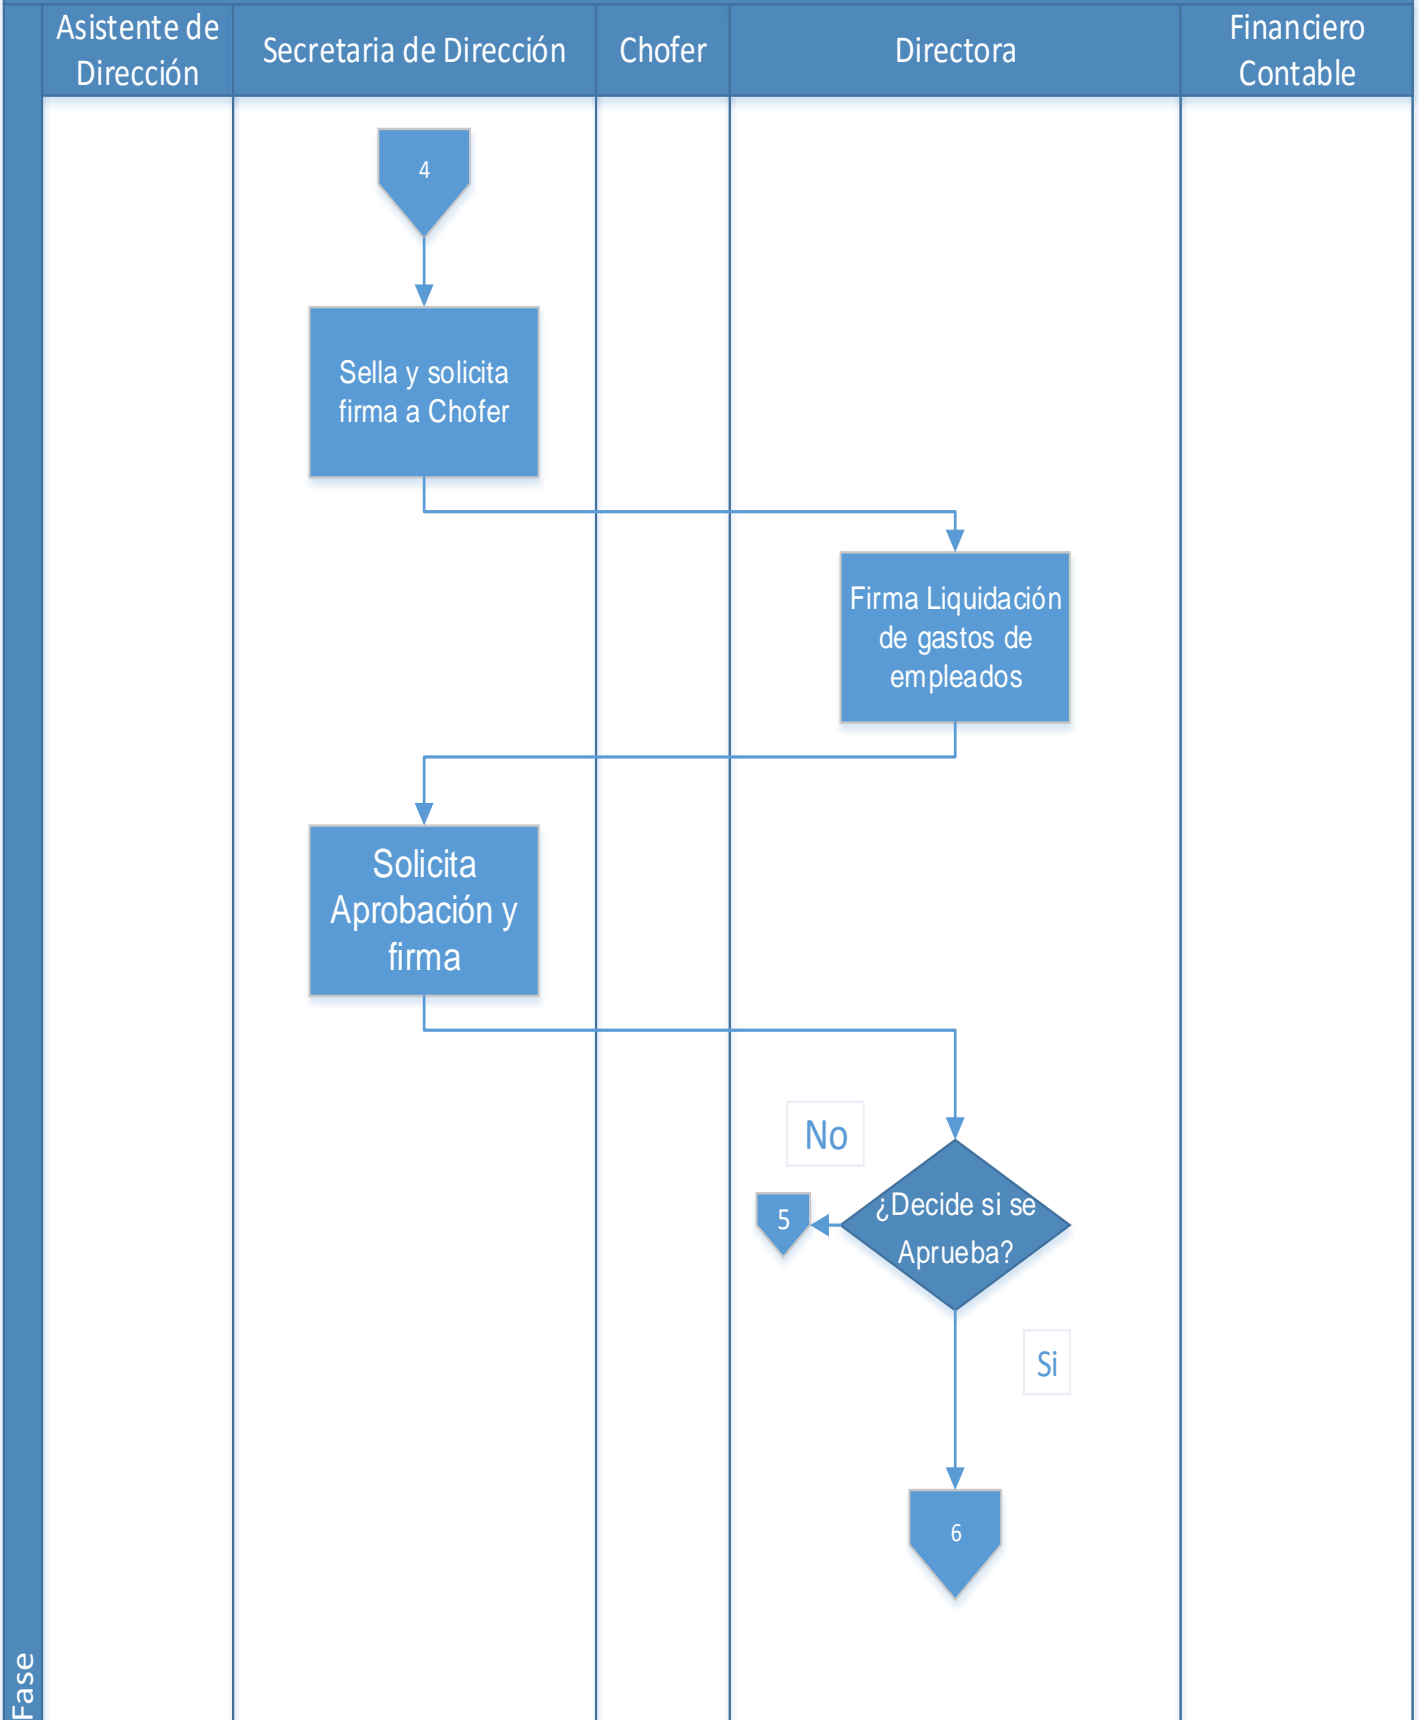 Asistente de
Dirección
Secretaria de Dirección
Chofer
Directora
Financiero
Contable
4
Sella y solicita
firma a Chofer
Firma Liquidación
de gastos de
empleados
Solicita
Aprobación y
firma
No
5
¿Decide si se
Aprueba?
Si
6
Fase